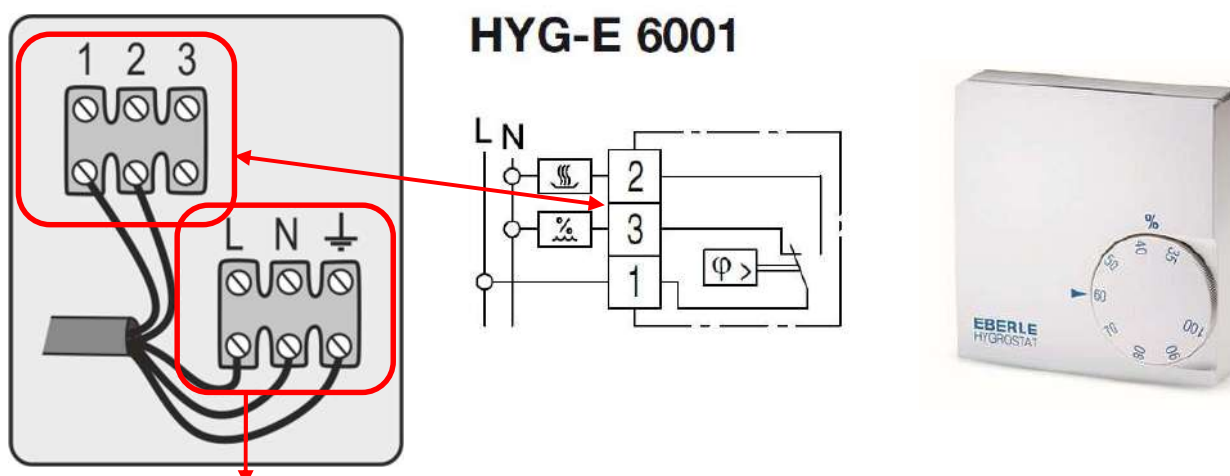 HYG-E 6001
1 2 3
L N
L N
2
%
3
φ >
1
%
35
40
50
60
70
80
90
100
EBERLE
HYGROSTAT